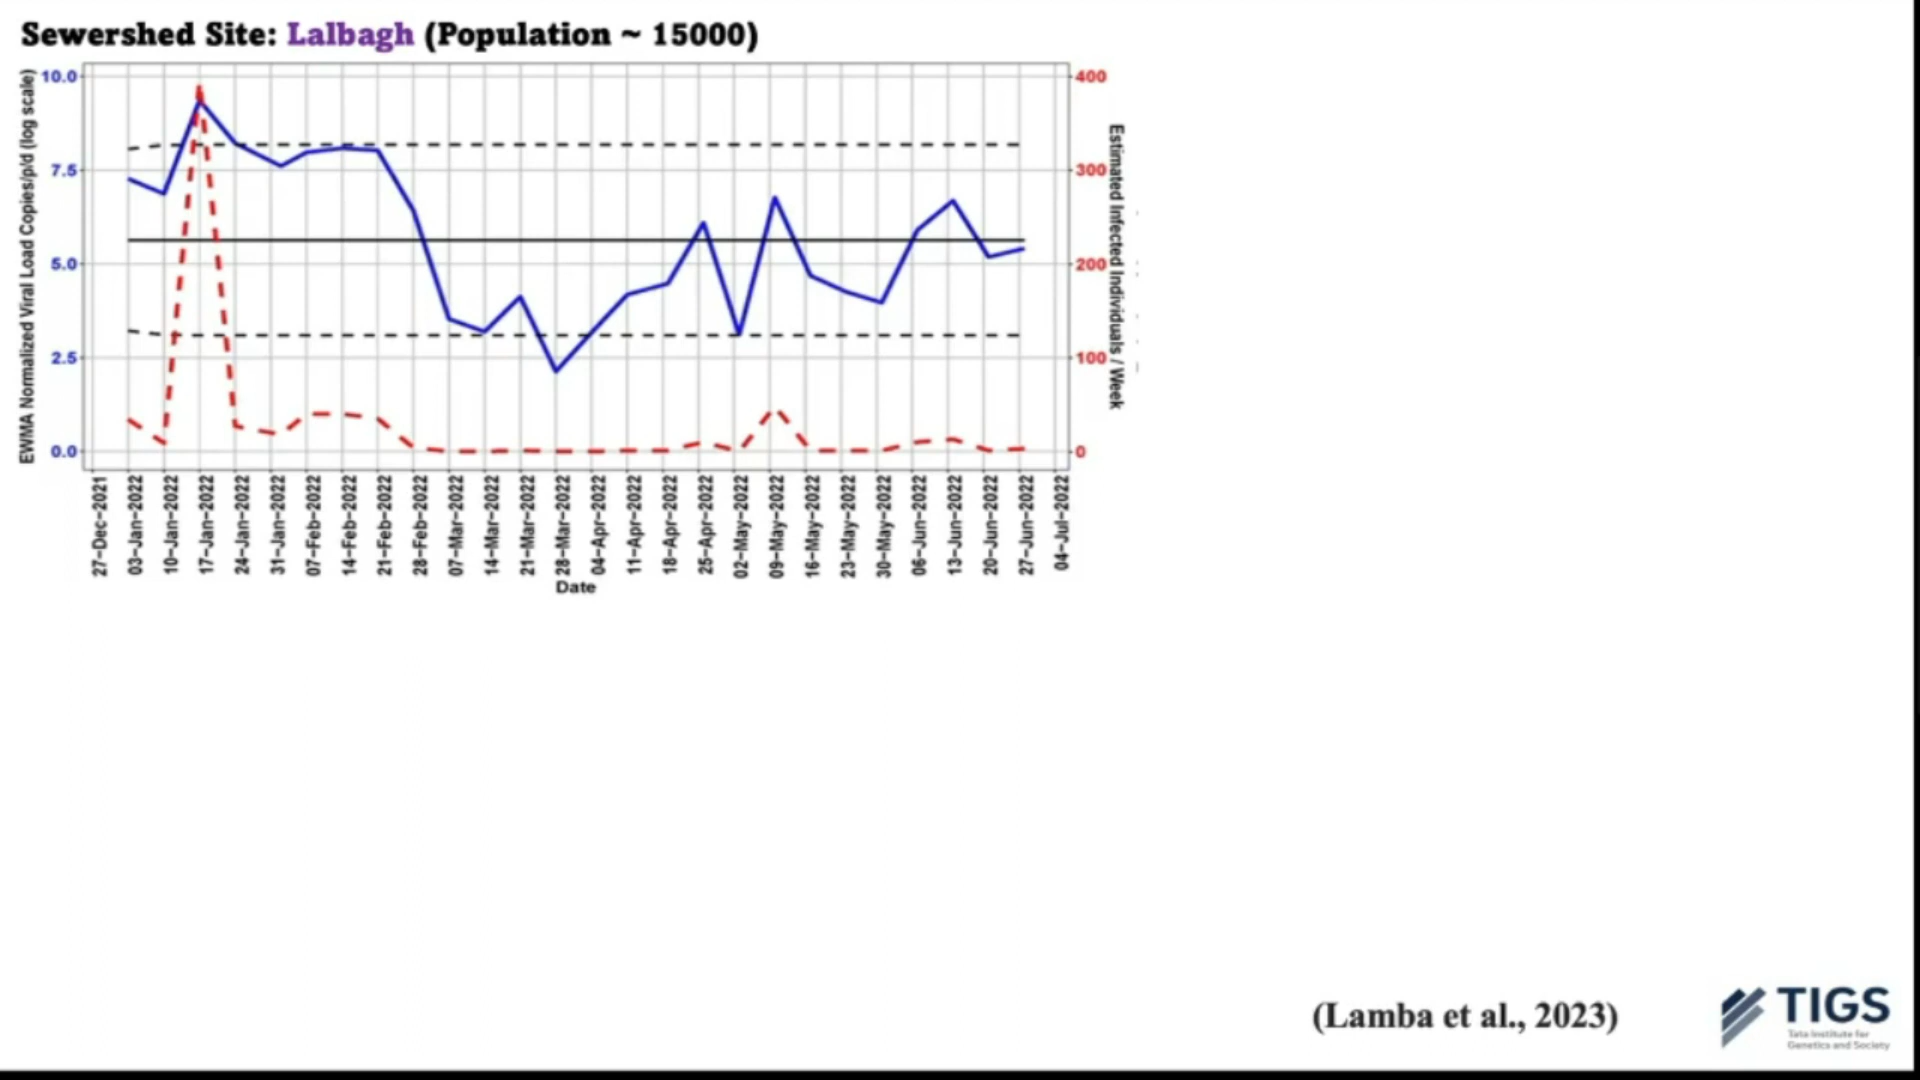 Sewershed Site: Lalbagh (Population ~ 15000)
EWMA Normalized Viral Load Copies/p/d (log scale)
10.0
7.5
5.0
2.5
0.0
400
300
200
100
0
Estimated Infected Individuals / Week
27-Dec-2021
03-Jan-2022
10-Jan-2022
17-Jan-2022
24-Jan-2022
31-Jan-2022
07-Feb-2022
14-Feb-2022
21-Feb-2022
28-Feb-2022
07-Mar-2022
14-Mar-2022
21-Mar-2022
28-Mar-2022
04-Apr-2022
11-Apr-2022
18-Apr-2022
25-Apr-2022
02-May-2022
09-May-2022
16-May-2022
23-May-2022
30-May-2022
06-Jun-2022
13-Jun-2022
20-Jun-2022
27-Jun-2022
04-Jul-2022
Date
(Lamba et al., 2023)
TIGS
Tata Institute for
Genetics and Society